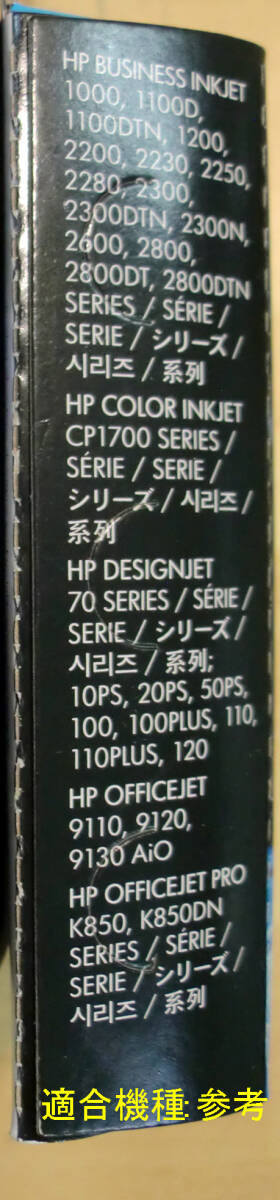 HP BUSINESS INKJET
1000, 1100D,
1100DTN, 1200,
2200, 2230, 2250,
2280, 2300,
2300DTN, 2300N,
2600, 2800,
2800DT, 2800DTN
SERIES / SÉRIE /
SERIE / シリーズ /
시리즈 / 系列
HP COLOR INKJET
CP1700 SERIES /
SÉRIE / SERIE /
シリーズ / 시리즈 /
系列
HP DESIGNJET
70 SERIES / SÉRIE /
SERIE / シリーズ /
시리즈 / 系列;
10PS, 20PS, 50PS,
100, 100PLUS, 110,
110PLUS, 120
HP OFFICEJET
9110, 9120,
9130 AiO
HP OFFICEJET PRO
K850, K850DN
SERIES / SÉRIE /
SERIE / シリーズ /
시리즈 / 系列
適合機種: 参考